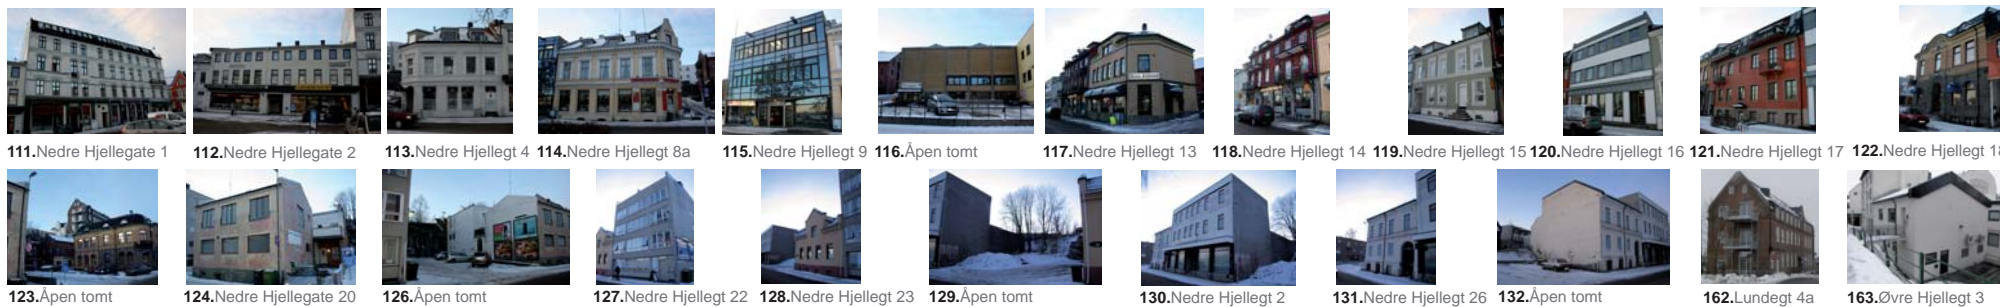 111.Nedre Hjellegate 1 112.Nedre Hjellegate 2 113.Nedre Hjellegt 4 114.Nedre Hjellegt 8a 115.Nedre Hjellegt 9 116.Åpen tomt 117.Nedre Hjellegt 13 118.Nedre Hjellegt 14 119.Nedre Hjellegt 15 120.Nedre Hjellegt 16 121.Nedre Hjellegt 17 122.Nedre Hjellegt 18
123.Åpen tomt 124.Nedre Hjellegate 20 126.Åpen tomt 127.Nedre Hjellegt 22 128.Nedre Hjellegt 23 129.Åpen tomt 130.Nedre Hjellegt 2 131.Nedre Hjellegt 26 132.Åpen tomt 162.Lundegt 4a 163.Øvre Hjellegt 3